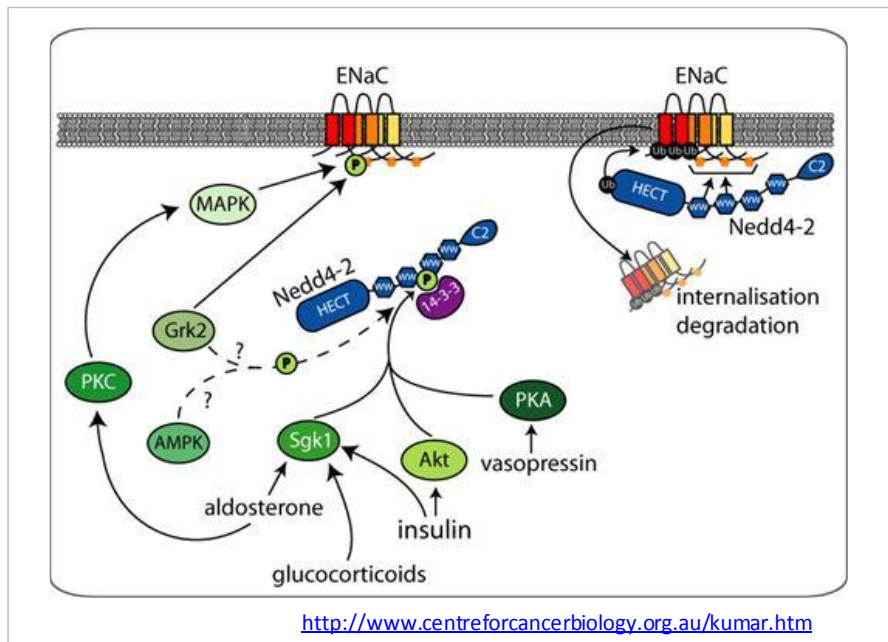 ENaC
ENaC
P
MAPK
Ub Ub Ub
Ub
HECT
WW
WW
WW
WW
C2
Nedd4-2
Nedd4-2
HECT
WW
WW
WW
WW
C2
P
14-3-3
internalisation
degradation
Grk2
?
P
?
PKC
AMPK
Sgk1
Akt
PKA
vasopressin
aldosterone
insulin
glucocorticoids
http://www.centreforcancerbiology.org.au/kumar.htm